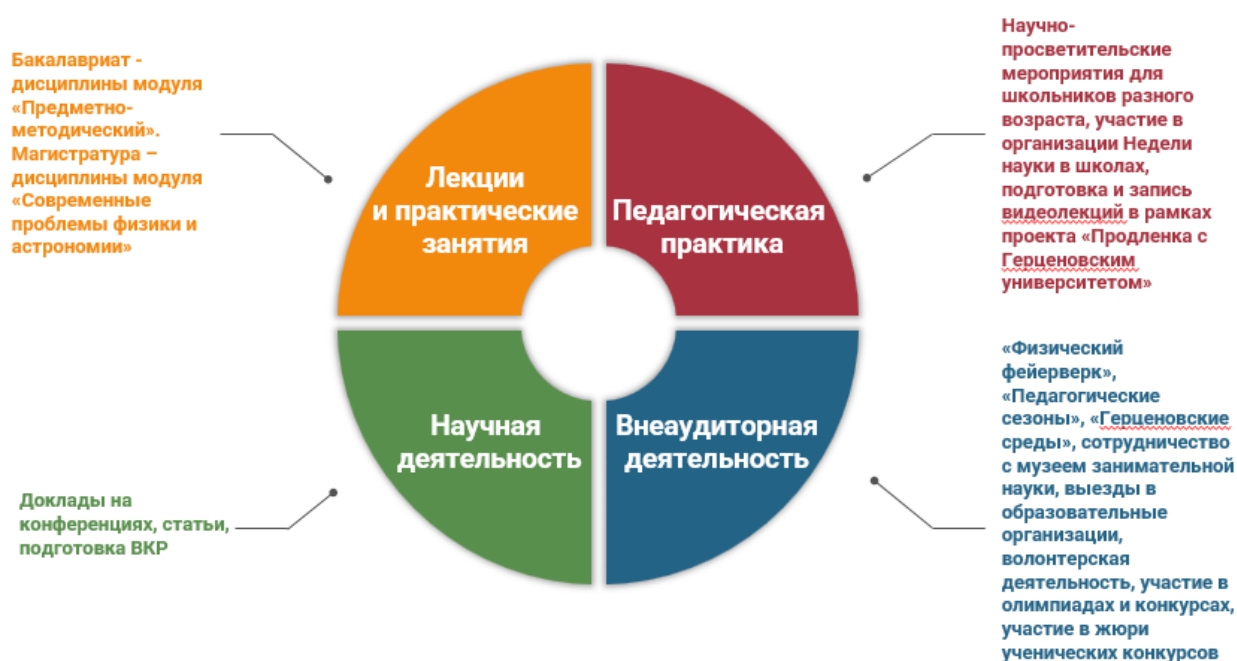 Бакалавриат -
дисциплины модуля
«Предметно-
методический».
Магистратура –
дисциплины модуля
«Современные
проблемы физики и
астрономии»
Лекции
и практические
занятия
Педагогическая
практика
Научно-
просветительские
мероприятия для
школьников разного
возраста, участие в
организации Недели
науки в школах,
подготовка и запись
видеолекций в рамках
проекта «Продленка с
Герценовским
университетом»
Доклады на
конференциях, статьи,
подготовка ВКР
Научная
деятельность
Внеаудиторная
деятельность
«Физический
фейерверк»,
«Педагогические
сезоны», «Герценовские
среды», сотрудничество
с музеем занимательной
науки, выезды в
образовательные
организации,
волонтерская
деятельность, участие в
олимпиадах и конкурсах,
участие в жюри
ученических конкурсов